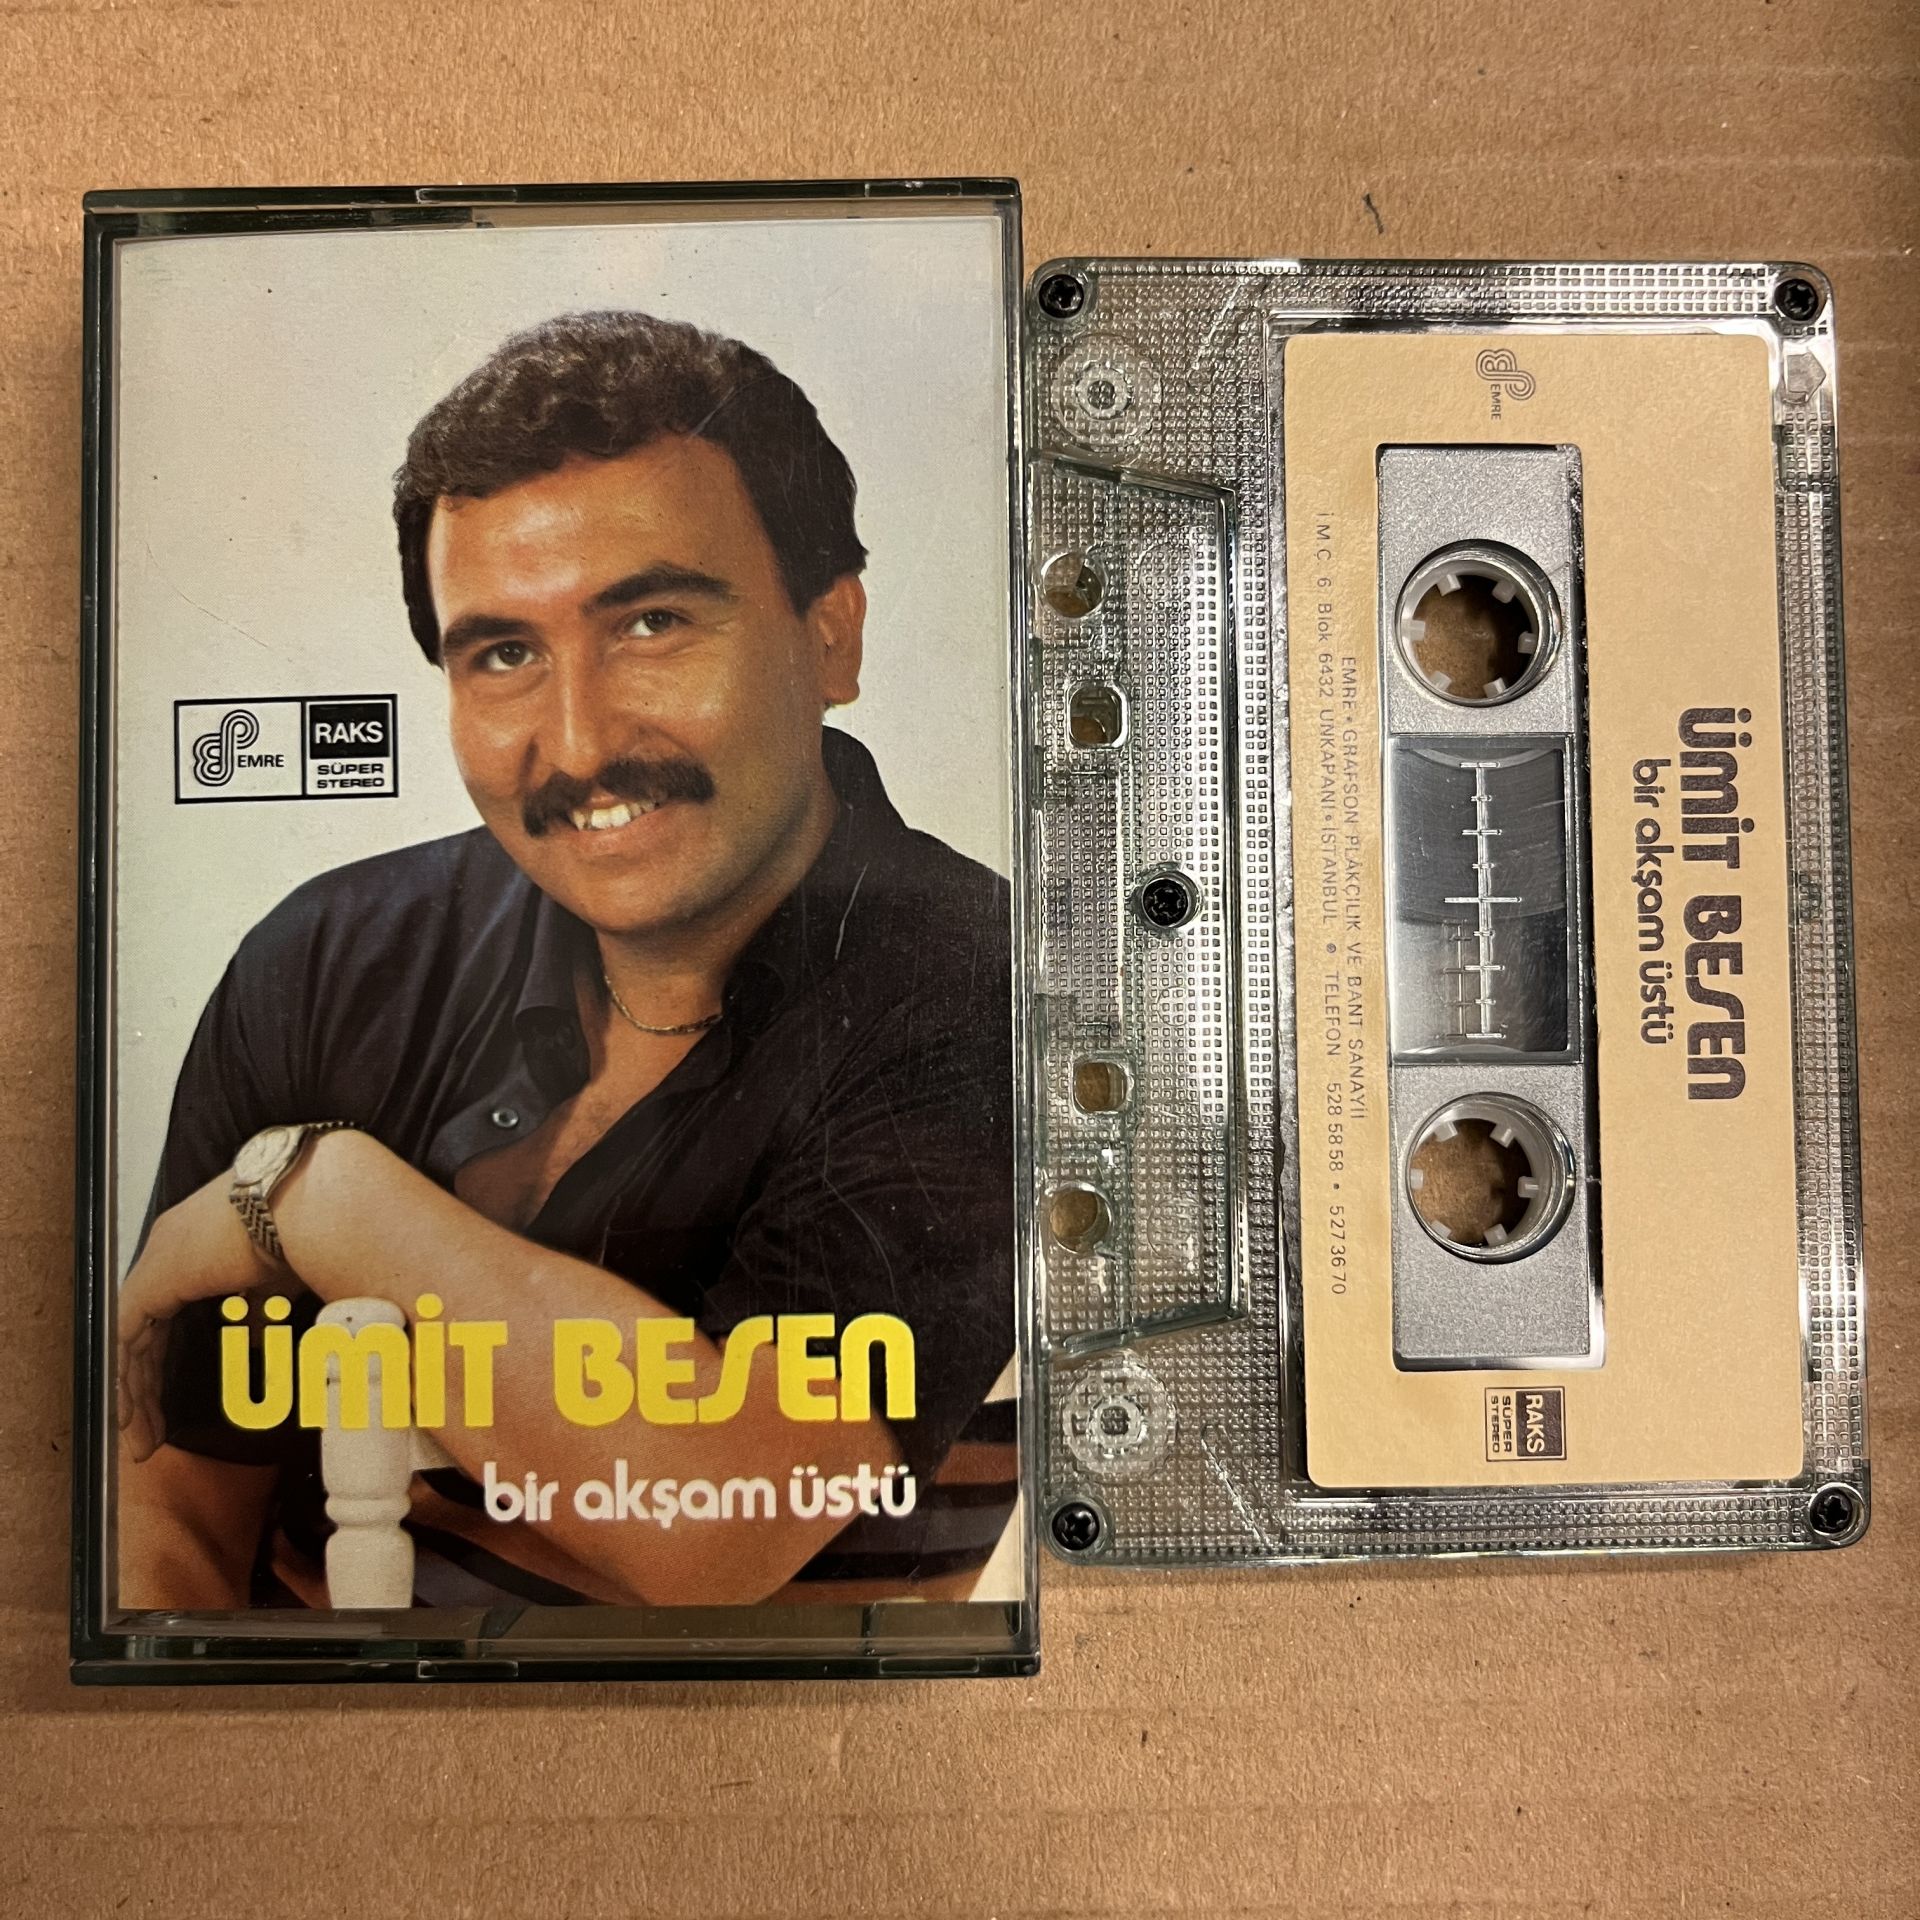 EMRE
RAKS
SÜPER
STEREO
ÜMİT BESEN
bir akşam üstü
EMRE
ÜMİT BESEN
bir akşam üstü
EMRE • GRAFSON PLAKÇILIK VE BANT SANAYİİ
İ.M.Ç. 6. Blok 6432 UNKAPANI • İSTANBUL • TELEFON 528 58 58 • 527 36 70
RAKS
SÜPER
STEREO